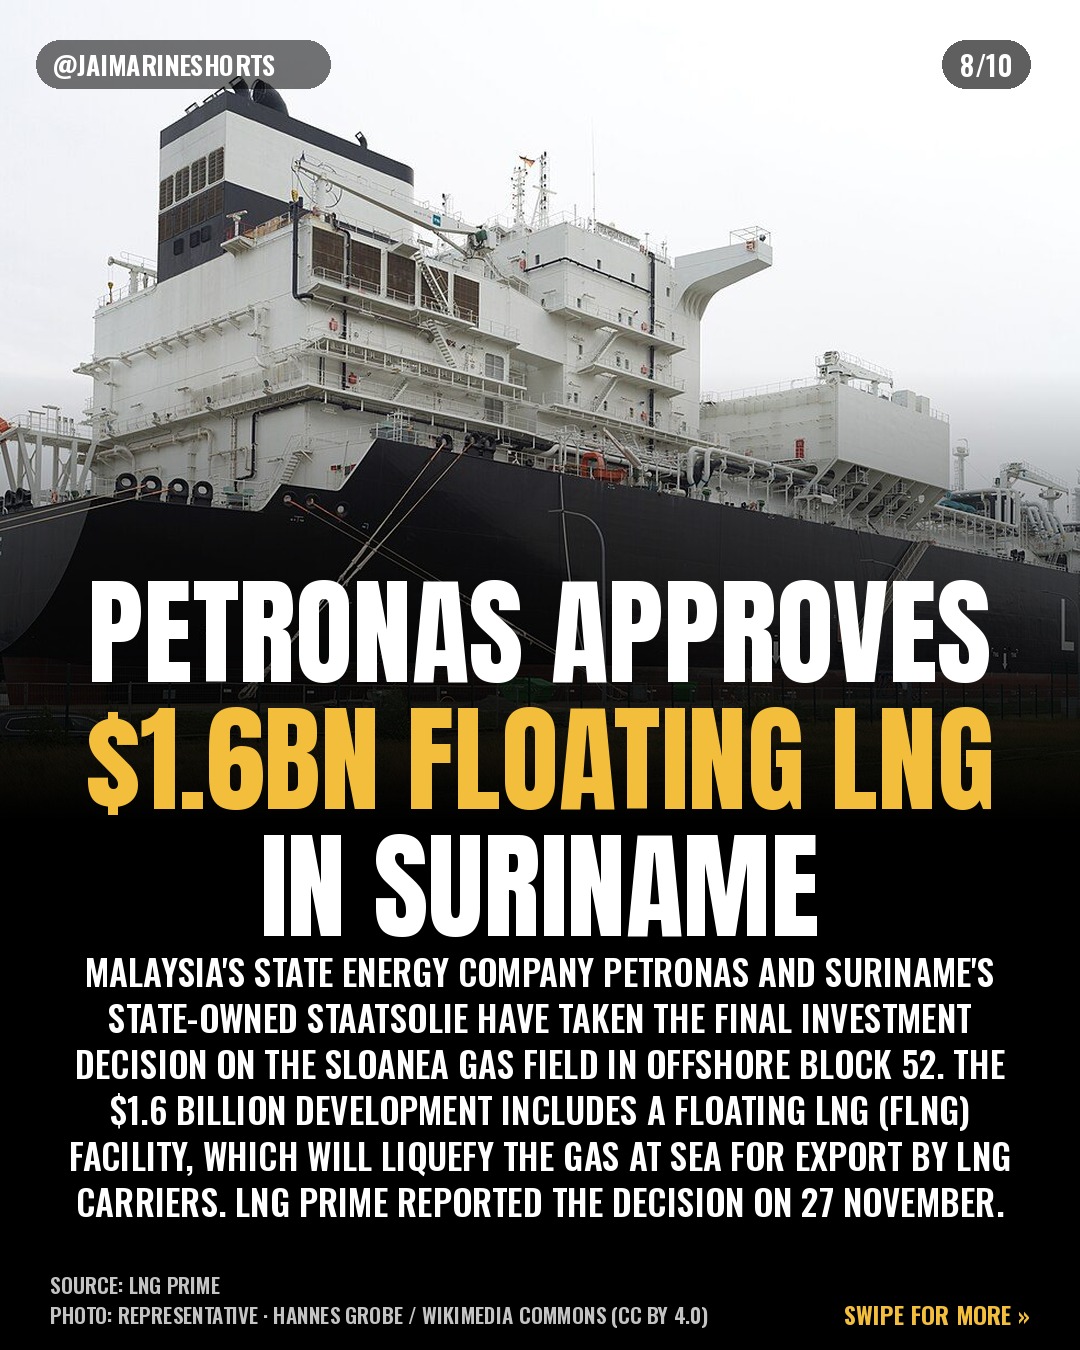 @JAIMARINESHORTS
8/10
PETRONAS APPROVES
$1.6BN FLOATING LNG
IN SURINAME
MALAYSIA'S STATE ENERGY COMPANY PETRONAS AND SURINAME'S
STATE-OWNED STAATSOLIE HAVE TAKEN THE FINAL INVESTMENT
DECISION ON THE SLOANEA GAS FIELD IN OFFSHORE BLOCK 52. THE
$1.6 BILLION DEVELOPMENT INCLUDES A FLOATING LNG (FLNG)
FACILITY, WHICH WILL LIQUEFY THE GAS AT SEA FOR EXPORT BY LNG
CARRIERS. LNG PRIME REPORTED THE DECISION ON 27 NOVEMBER.
SOURCE: LNG PRIME
PHOTO: REPRESENTATIVE · HANNES GROBE / WIKIMEDIA COMMONS (CC BY 4.0)
SWIPE FOR MORE »